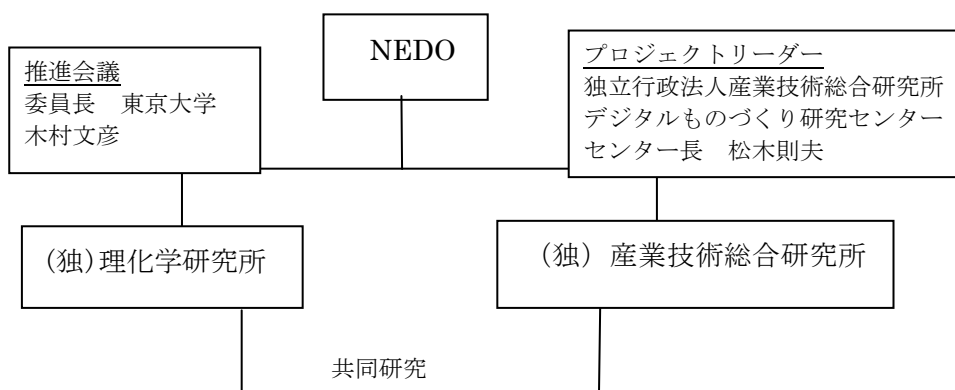 NEDO
推進会議
委員長　東京大学
木村文彦
プロジェクトリーダー
独立行政法人産業技術総合研究所
デジタルものづくり研究センター
センター長　松木則夫
(独)理化学研究所
（独）産業技術総合研究所
共同研究